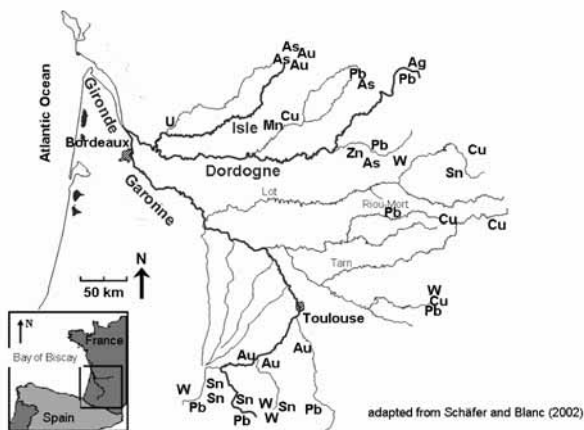 As Au
As Au
Pb
As
Ag
Pb
U
Isle
Mn
Cu
Gironde
Bordeaux
Atlantic Ocean
Dordogne
Zn
Pb
As
W
Cu
Sn
Garonne
Lot
Riou-Mort
Pb
Cu
Cu
Tarn
50 km
N
W
Cu
Pb
Toulouse
N
France
Bay of Biscay
Spain
Au
Au
Au
W
Pb
Sn
Sn
Sn
Pb
W
W
Sn
Pb
adapted from Schäfer and Blanc (2002)